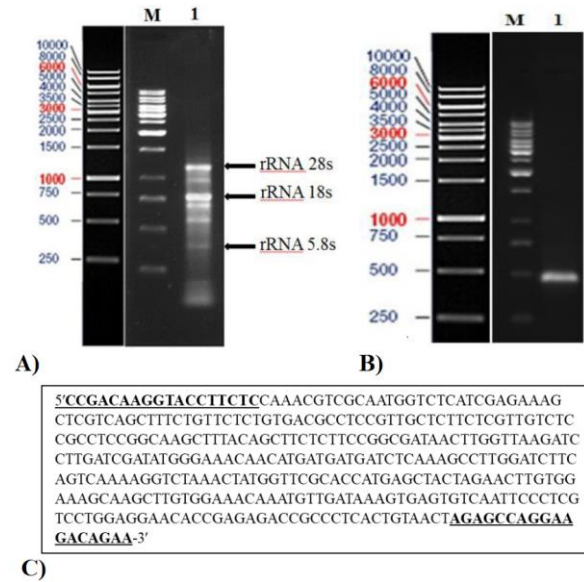 M 1
10000
8000
6000
5000
4000
3500
3000
2500
2000
1500
1000
750
500
250
rRNA 28s
rRNA 18s
rRNA 5.8s
A)
M 1
10000
8000
6000
5000
4000
3500
3000
2500
2000
1500
1000
750
500
250
B)
5'CCGACAAGGTACCTTCTCCAAACGTCGCAATGGTCTCATCGAGAAAG
CTCGTCAGCTTTCTGTTCTCTGTGACGCCTCCGTTGCTCTTCTCGTTGTCTC
CGCCTCCGGCAAGCTTTACAGCTTCTCTTCCGGCGATAACTTGGTTAAGATC
CTTGATCGATATGGGAAACAACATGATGATGATCTCAAAGCCTTGGATCTTC
AGTCAAAAGGTCTAAACTATGGTTCGCACCATGAGCTACTAGAACTTGTGG
AAAGCAAGCTTGTGGAAACAAATGTTGATAAAGTGAGTGTCAATTCCCTCG
TCCTGGAGGAACACCGAGAGACCGCCCTCACTGTAACTAGAGCCAGGAA
GACAGAA-3'
C)